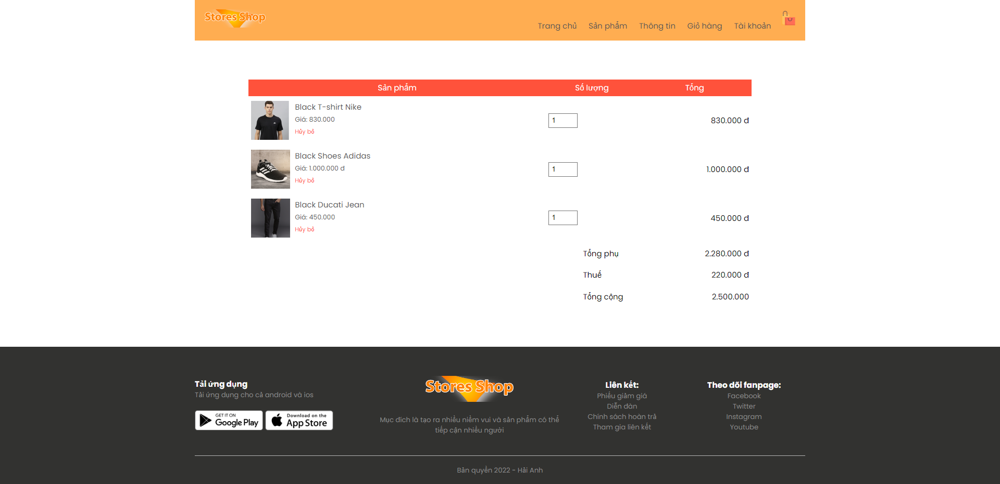 Stores Shop
Trang chủ
Sản phẩm
Thông tin
Giỏ hàng
Tài khoản
Sản phẩm
Số lượng
Tổng
Black T-shirt Nike
Giá: 830.000
Hủy bỏ
1
830.000 đ
Black Shoes Adidas
Giá: 1.000.000 đ
Hủy bỏ
1
1.000.000 đ
Black Ducati Jean
Giá: 450.000
Hủy bỏ
1
450.000 đ
Tổng phụ
2.280.000 đ
Thuế
220.000 đ
Tổng cộng
2.500.000
Tải ứng dụng
Tải ứng dụng cho cả android và ios
GET IT ON
Google Play
Download on the
App Store
Stores Shop
Mục đích là tạo ra nhiều niềm vui và sản phẩm có thể
tiếp cận nhiều người
Liên kết:
Phiếu giảm giá
Diễn đàn
Chính sách hoàn trả
Tham gia liên kết
Theo dõi fanpage:
Facebook
Twitter
Instagram
Youtube
Bản quyền 2022 - Hải Anh